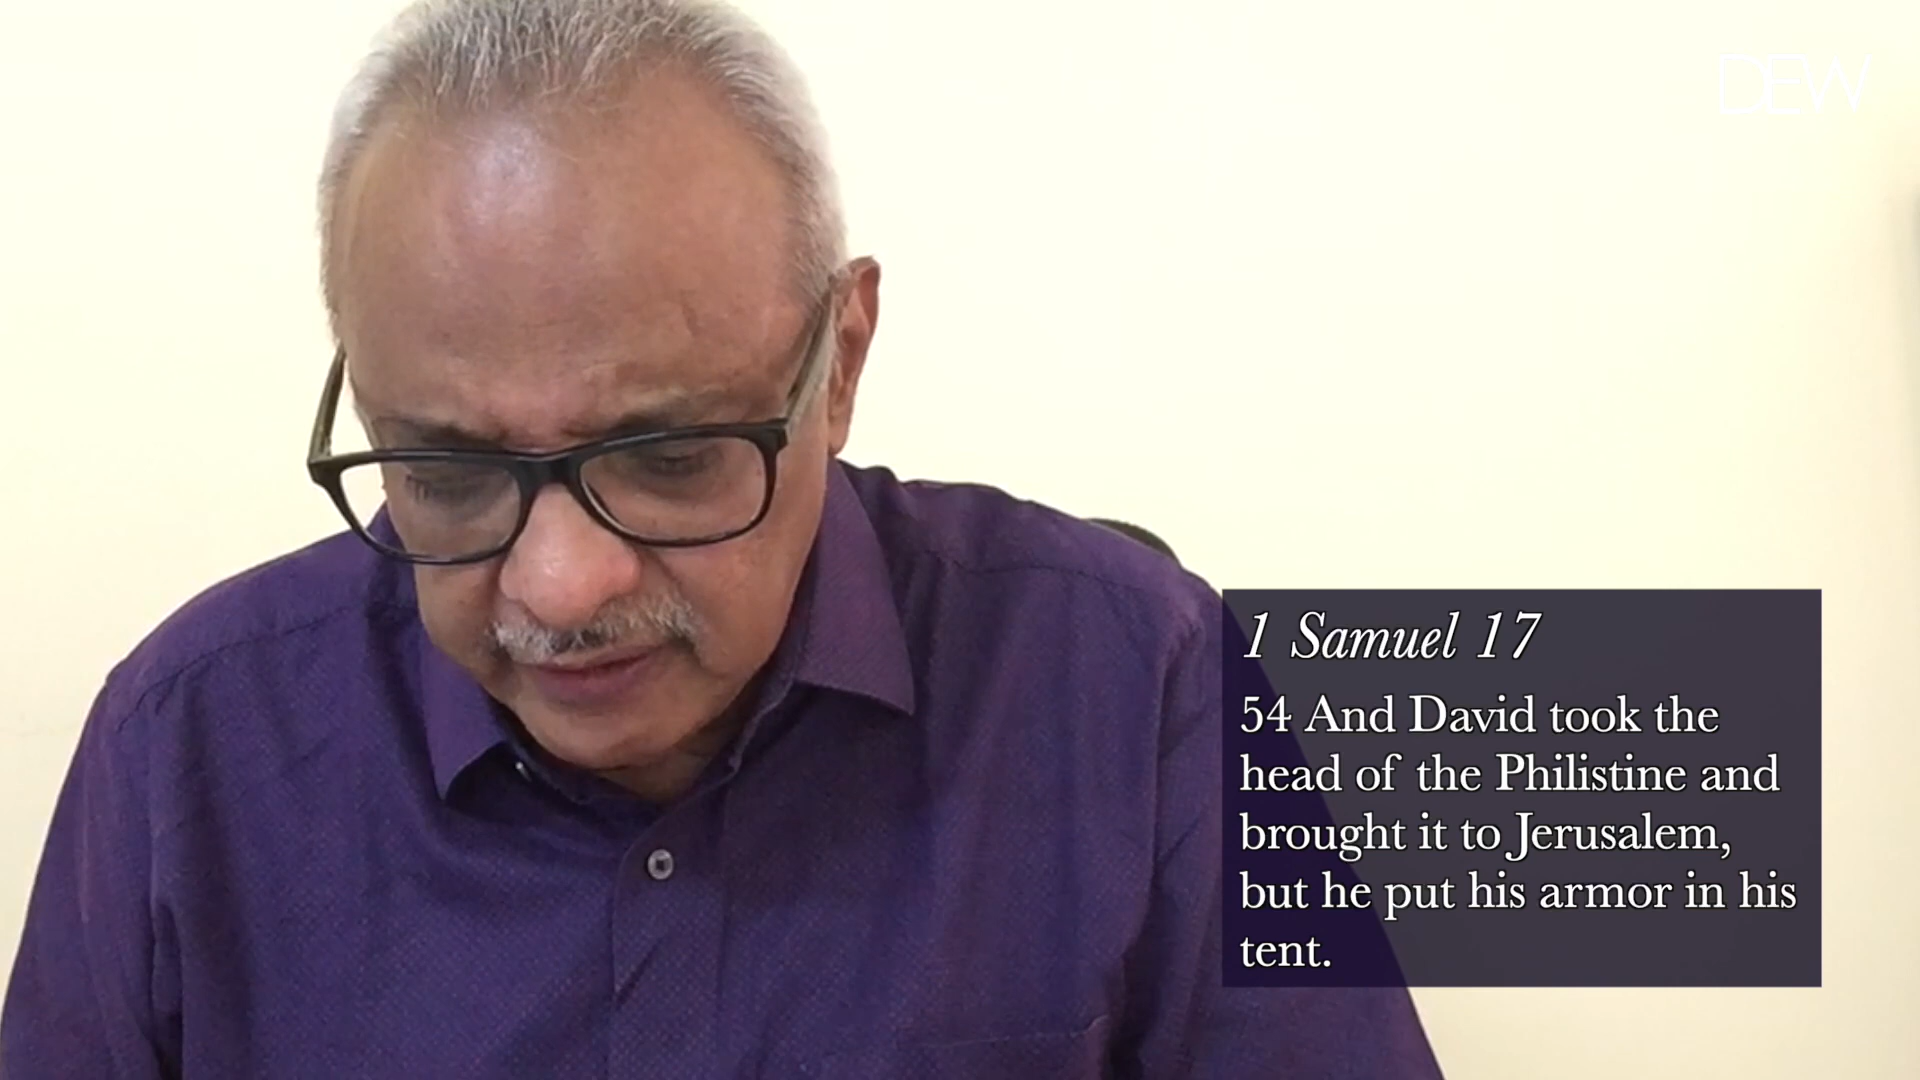 DEW
1 Samuel 17
54 And David took the
head of the Philistine and
brought it to Jerusalem,
but he put his armor in his
tent.